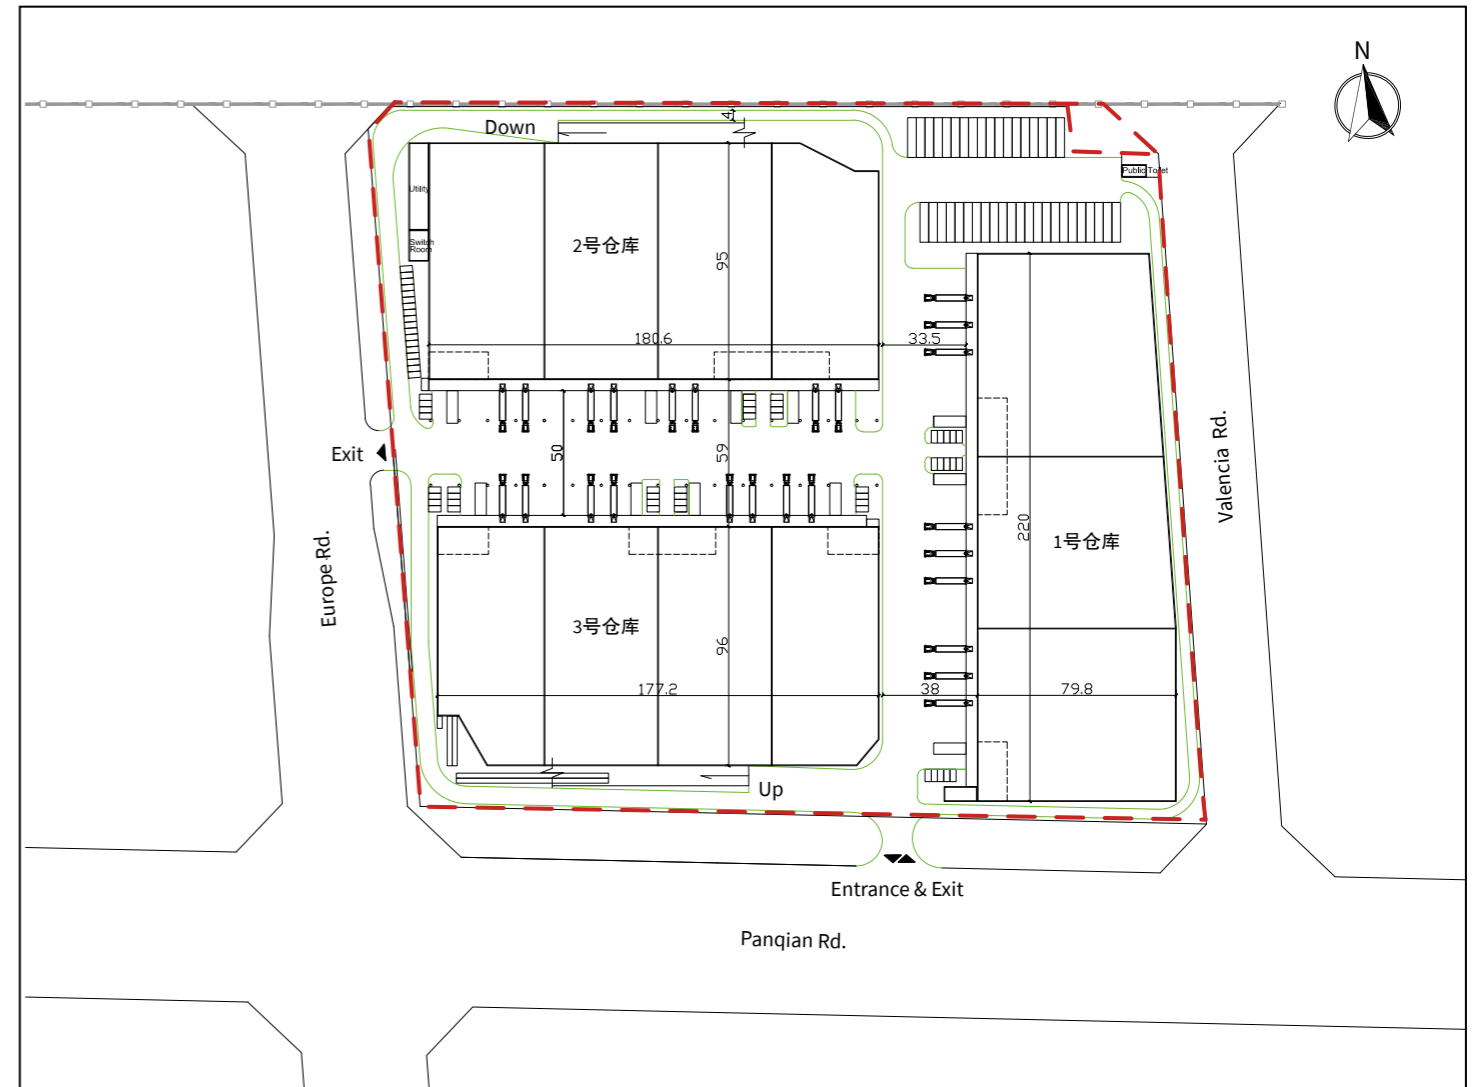 N
4
Down
Public Toilet
Utility
Switch
Room
2号仓库
95
180.6
33.5
Exit
50
59
Valencia Rd.
220
1号仓库
Europe Rd.
3号仓库
96
177.2
38
79.8
Up
Entrance & Exit
Panqian Rd.